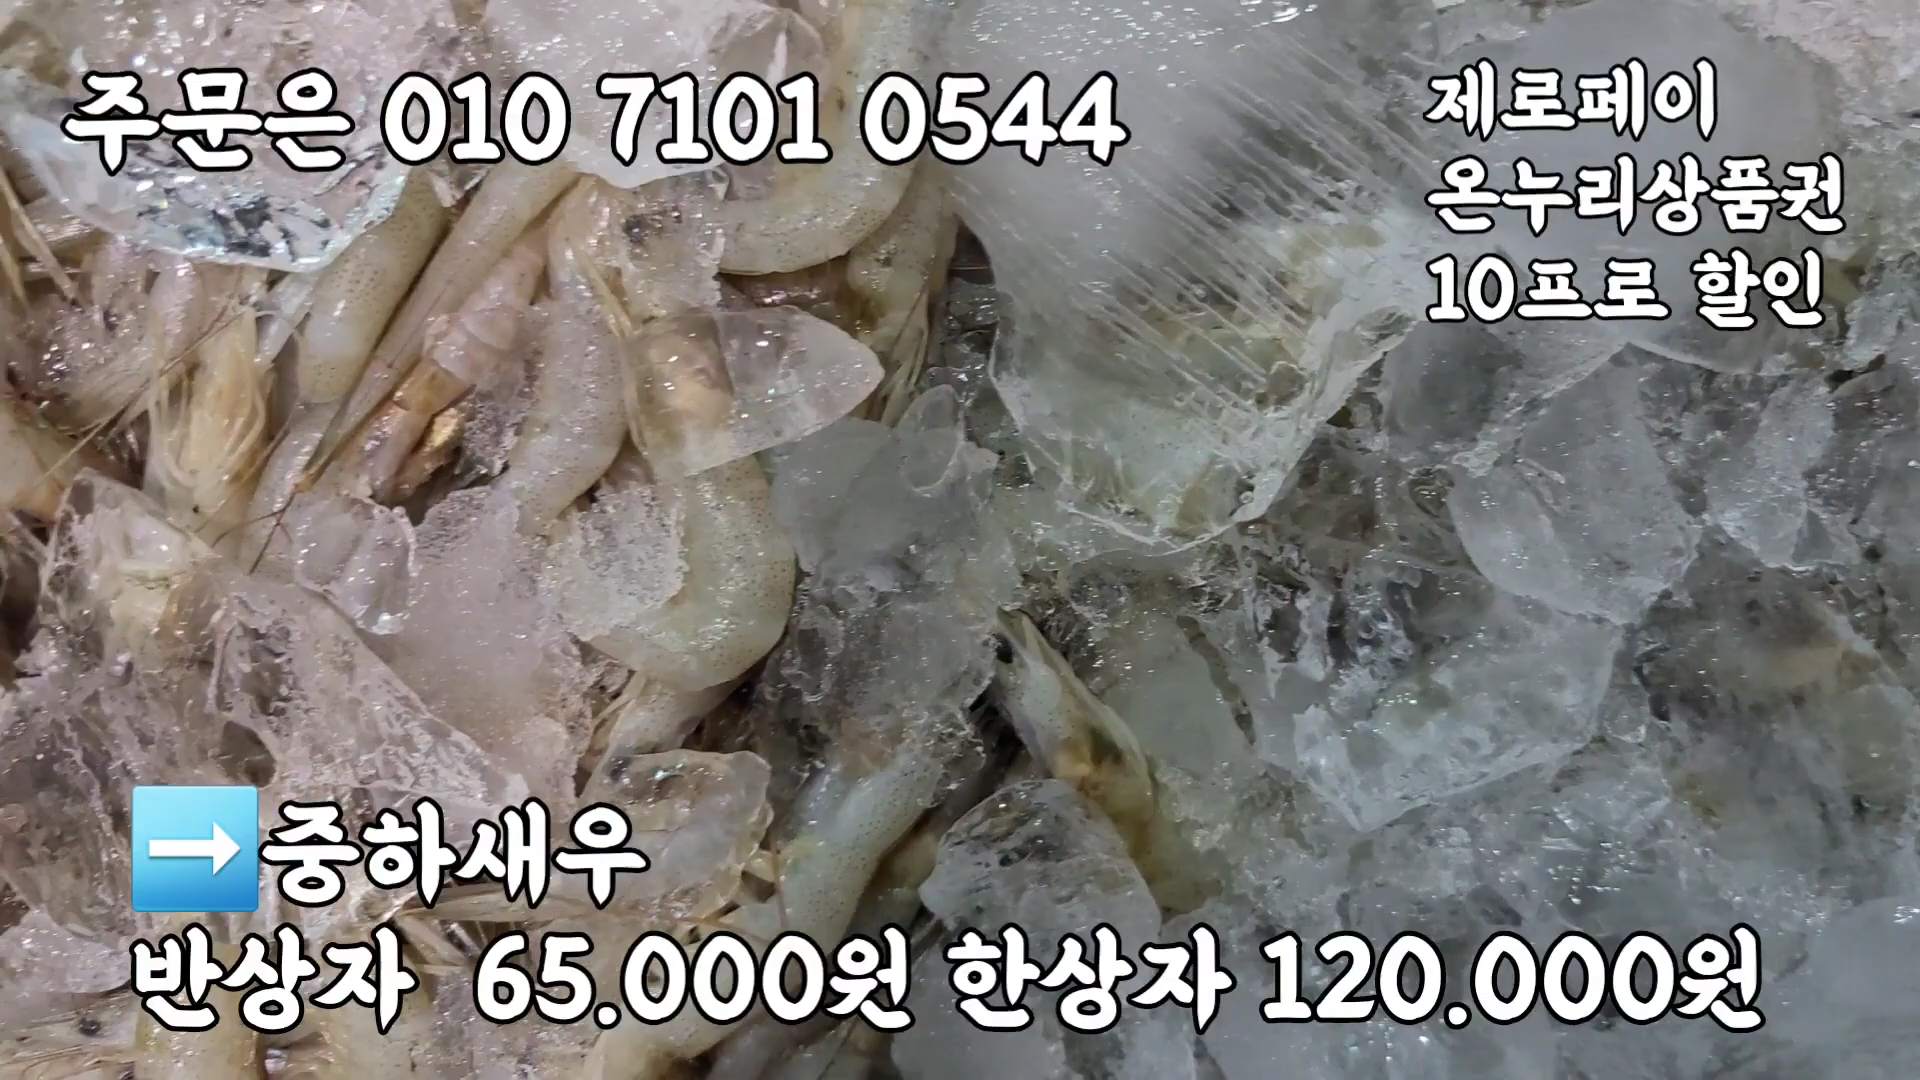 주문은 010 7101 0544
제로페이
온누리상품권
10프로 할인
➡️중하새우
반상자 65.000원 한상자 120.000원